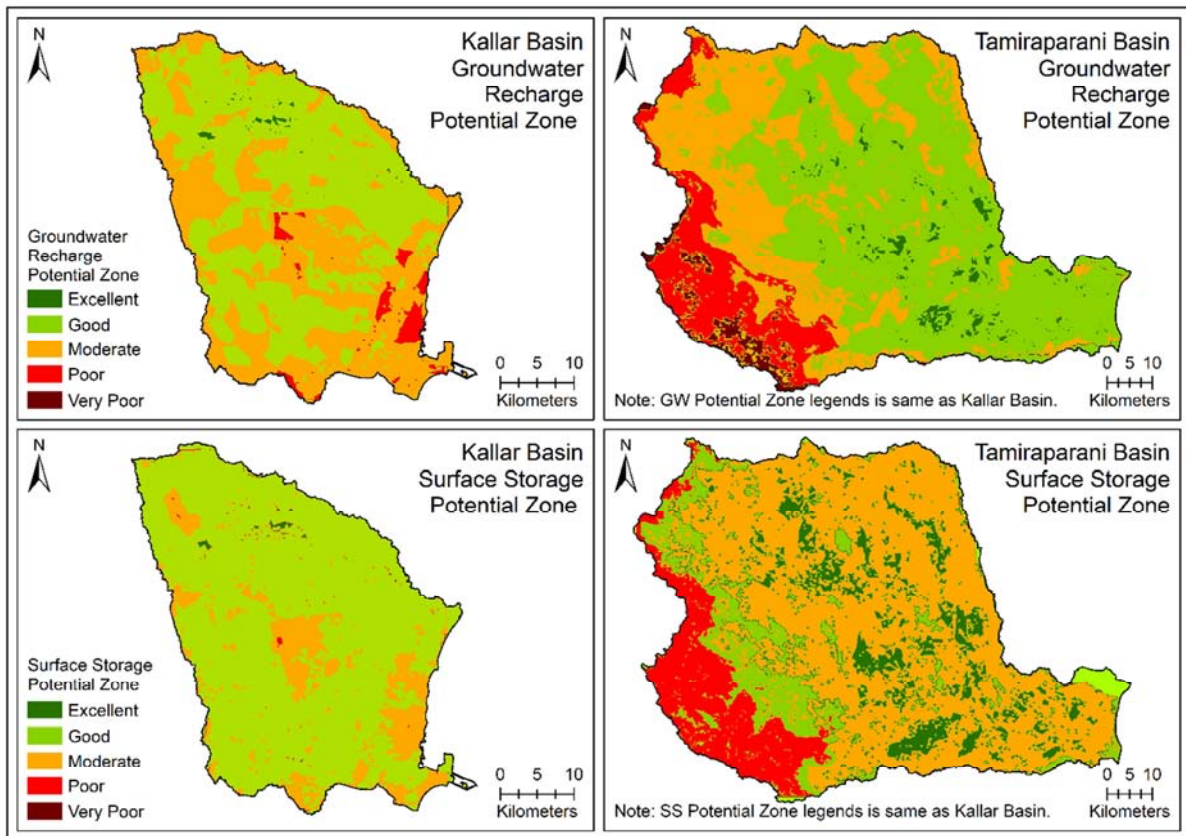 N
Kallar Basin
Groundwater
Recharge
Potential Zone
Groundwater
Recharge
Potential Zone
Excellent
Good
Moderate
Poor
Very Poor
0 5 10
Kilometers
N
Tamiraparani Basin
Groundwater
Recharge
Potential Zone
0 5 10
Kilometers
Note: GW Potential Zone legends is same as Kallar Basin.
N
Kallar Basin
Surface Storage
Potential Zone
Surface Storage
Potential Zone
Excellent
Good
Moderate
Poor
Very Poor
0 5 10
Kilometers
N
Tamiraparani Basin
Surface Storage
Potential Zone
0 5 10
Kilometers
Note: SS Potential Zone legends is same as Kallar Basin.